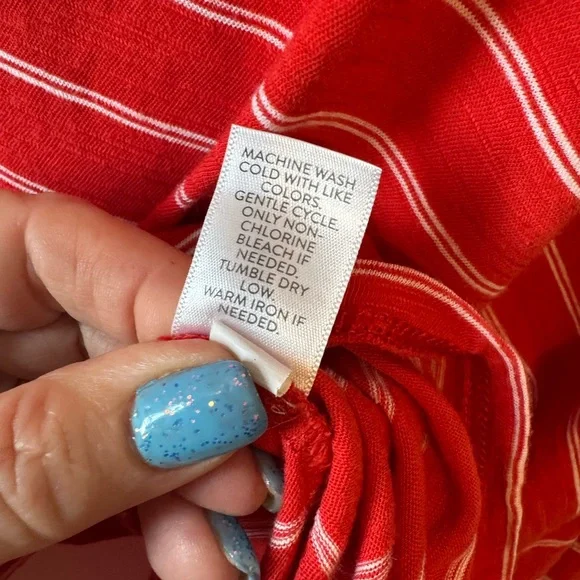 MACHINE WASH
COLD WITH LIKE
COLORS.
GENTLE CYCLE.
ONLY NON-
CHLORINE
BLEACH IF
NEEDED.
TUMBLE DRY
LOW.
WARM IRON IF
NEEDED.